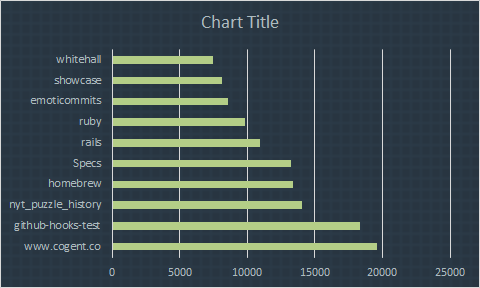 Chart Title
whitehall
showcase
emoticommits
ruby
rails
Specs
homebrew
nyt_puzzle_history
github-hooks-test
www.cogent.co
0 5000 10000 15000 20000 25000